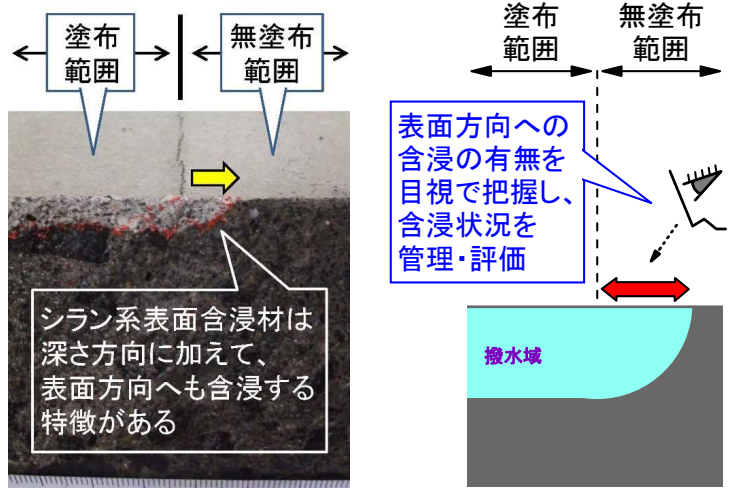 塗布
範囲
無塗布
範囲
シラン系表面含浸材は
深さ方向に加えて、
表面方向へも含浸する
特徴がある
塗布
範囲
無塗布
範囲
表面方向への
含浸の有無を
目視で把握し、
含浸状況を
管理・評価
撥水域